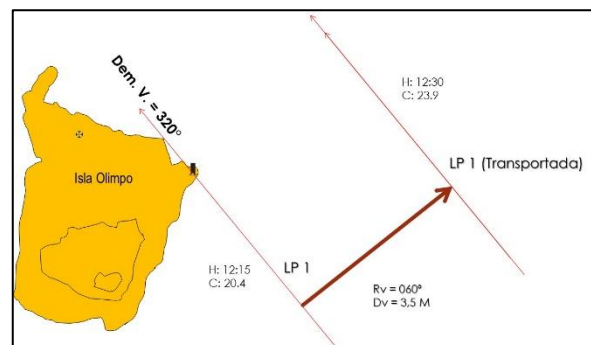 Dem. V. = 320°
Isla Olimpo
H: 12:15
C: 20.4
LP 1
H: 12:30
C: 23.9
LP 1 (Transportada)
Rv = 060°
Dv = 3,5 M